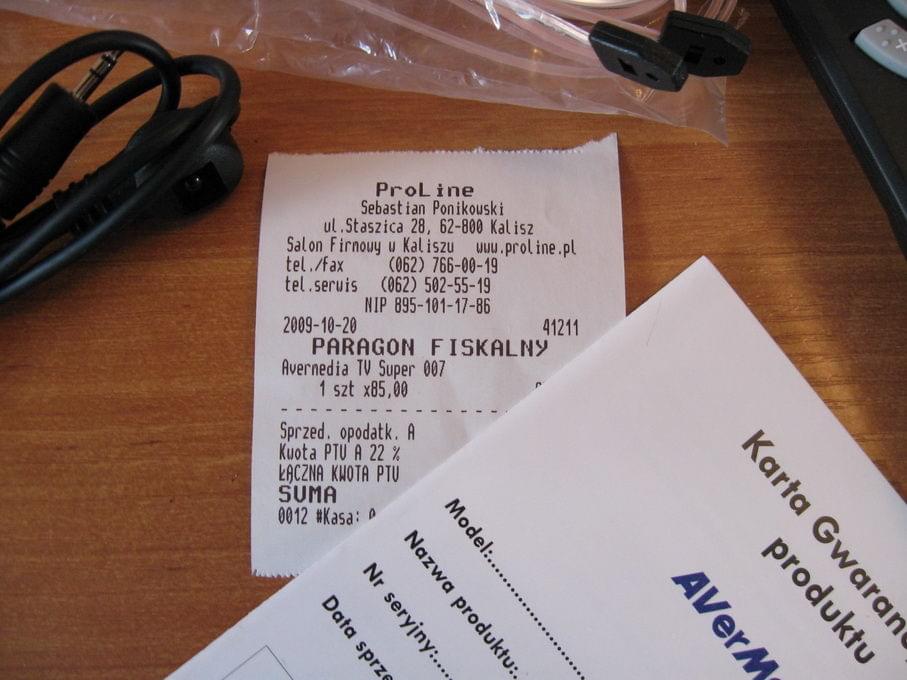 ProLine
Sebastian Ponikowski
ul.Staszica 28, 62-800 Kalisz
Salon Firmowy w Kaliszu www.proline.pl
tel./fax (062) 766-00-19
tel.serwis (062) 502-55-19
NIP 895-101-17-86
2009-10-20 41211
PARAGON FISKALNY
Avermedia TV Super 007
1 szt x85,00
Sprzed. opodatk. A
Kwota PTU A 22 %
ŁĄCZNA KWOTA PTU
SUMA
0012 #Kasa: 0
Karta Gwaran
produktu
AVerM
Model:
Nazwa produktu:
Nr seryjny:
Data sprze